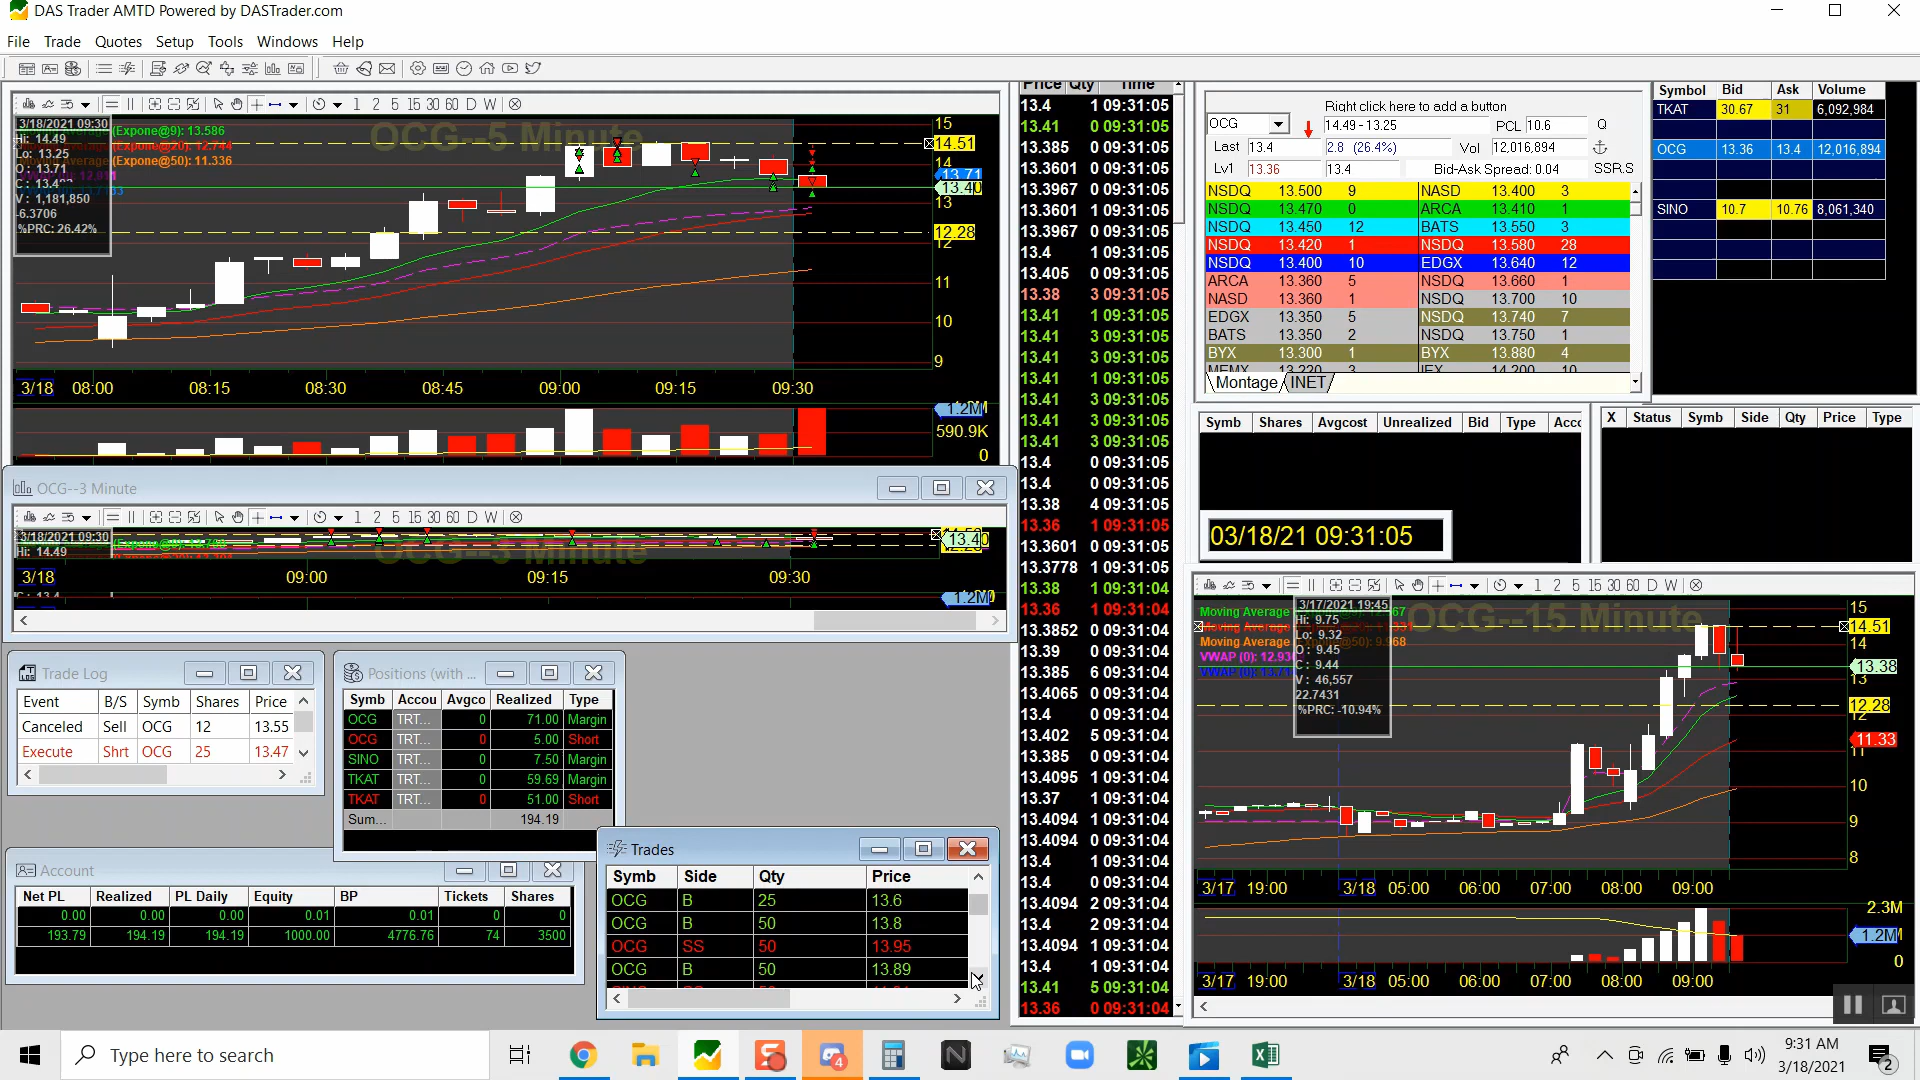 DAS Trader AMTD Powered by DASTrader.com
File Trade Quotes Setup Tools Windows Help
1 2 5 15 30 60 D W
OCG--5 Minute
3/18/2021 09:30
Hi: 14.49
Lo: 13.25
O : 13.71
V : 1,181,850
-6.3706
%PRC: 26.42%
(Expone@9): 13.586
(Expone@20): 12.744
(Expone@50): 11.336
15
14.51
14
13.71
13.40
13
12.28
12
11
10
9
3/18 08:00 08:15 08:30 08:45 09:00 09:15 09:30
1.2M
590.9K
0
OCG--3 Minute
1 2 5 15 30 60 D W
3/18/2021 09:30
Hi: 14.49
OCG--3 Minute
13.40
3/18 09:00 09:15 09:30
1.2M
Trade Log
Event B/S Symb Shares Price
Canceled Sell OCG 12 13.55
Execute Shrt OCG 25 13.47
Positions (with ...
Symb Accou Avgco Realized Type
OCG TRT... 0 71.00 Margin
OCG TRT... 0 5.00 Short
SINO TRT... 0 7.50 Margin
TKAT TRT... 0 59.69 Margin
TKAT TRT... 0 51.00 Short
Sum... 194.19
Account
Net PL Realized PL Daily Equity BP Tickets Shares
0.00 0.00 0.00 0.01 0.01 0 0
193.79 194.19 194.19 1000.00 4776.76 74 3500
Trades
Symb Side Qty Price
OCG B 25 13.6
OCG B 50 13.8
OCG SS 50 13.95
OCG B 50 13.89
Price Qty Time
13.4 1 09:31:05
13.41 0 09:31:05
13.385 1 09:31:05
13.3601 1 09:31:05
13.3967 0 09:31:05
13.3601 1 09:31:05
13.3967 0 09:31:05
13.4 1 09:31:05
13.405 0 09:31:05
13.38 3 09:31:05
13.41 1 09:31:05
13.41 3 09:31:05
13.41 3 09:31:05
13.41 1 09:31:05
13.41 3 09:31:05
13.41 3 09:31:05
13.41 3 09:31:05
13.4 0 09:31:05
13.4 0 09:31:05
13.38 4 09:31:05
13.36 1 09:31:05
13.3601 0 09:31:05
13.3778 1 09:31:05
13.38 1 09:31:04
13.36 1 09:31:04
13.3852 0 09:31:04
13.39 0 09:31:04
13.385 6 09:31:04
13.4065 0 09:31:04
13.4 0 09:31:04
13.402 5 09:31:04
13.385 0 09:31:04
13.4095 1 09:31:04
13.37 1 09:31:04
13.4094 1 09:31:04
13.4094 0 09:31:04
13.4 1 09:31:04
13.4 0 09:31:04
13.4094 0 09:31:04
13.4 2 09:31:04
13.4094 1 09:31:04
13.4 1 09:31:04
13.41 5 09:31:04
13.36 0 09:31:04
Right click here to add a button
OCG 14.49 - 13.25 PCL 10.6 Q
Last 13.4 2.8 (26.4%) Vol 12,016,894
Lv1 13.36 13.4 Bid-Ask Spread: 0.04 SSR.S
NSDQ 13.500 9 NASD 13.400 3
NSDQ 13.470 0 ARCA 13.410 1
NSDQ 13.450 12 BATS 13.550 3
NSDQ 13.420 1 NSDQ 13.580 28
NSDQ 13.400 10 EDGX 13.640 12
ARCA 13.360 5 NSDQ 13.660 1
NASD 13.360 1 NSDQ 13.700 10
EDGX 13.350 5 NSDQ 13.740 7
BATS 13.350 2 NSDQ 13.750 1
BYX 13.300 1 BYX 13.880 4
MEMX 13.220 3 IEX 14.200 10
Montage INET
Symbol Bid Ask Volume
TKAT 30.67 31 6,092,984
OCG 13.36 13.4 12,016,894
SINO 10.7 10.76 8,061,340
Symb Shares Avgcost Unrealized Bid Type Acco
03/18/21 09:31:05
X Status Symb Side Qty Price Type
1 2 5 15 30 60 D W
OCG--15 Minute
Moving Average
Moving Average
Moving Average
VWAP (0): 12.93
3/17/2021 19:45
Hi: 9.75
Lo: 9.32
O : 9.45
C : 9.44
V : 46,557
22.7431
%PRC: -10.94%
15
14.51
14
13.38
13
12.28
12
11.33
10
9
8
3/17 19:00 3/18 05:00 06:00 07:00 08:00 09:00
2.3M
1.2M
0
3/17 19:00 3/18 05:00 06:00 07:00 08:00 09:00
Type here to search
4
9:31 AM
3/18/2021
2